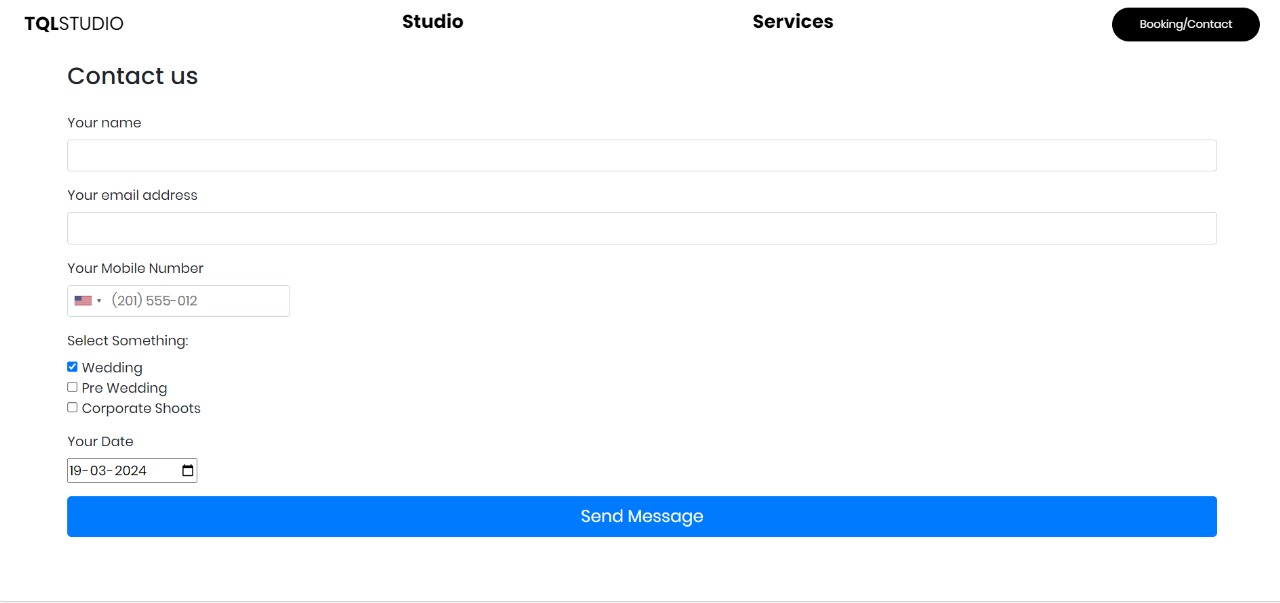 TQLSTUDIO Studio Services Booking/Contact
Contact us
Your name
Your email address
Your Mobile Number
(201) 555-012
Select Something:
Wedding
Pre Wedding
Corporate Shoots
Your Date
19-03-2024
Send Message